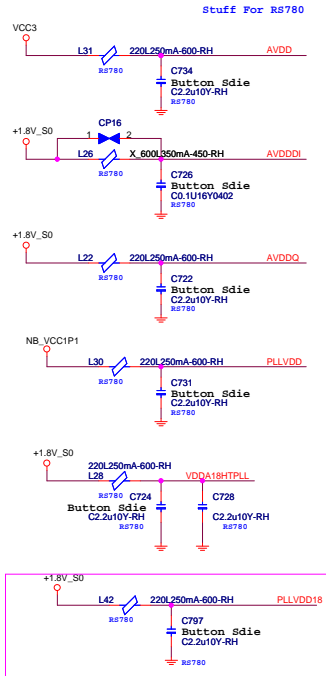 Stuff For RS780
VCC3
L31 220L250mA-600-RH AVDD
RS780
C734
Button Sdie
C2.2u10Y-RH
RS780
CP16
+1.8V_S0
1 2
L26 X_600L350mA-450-RH AVDDDI
RS780
C726
Button Sdie
C0.1U16Y0402
RS780
+1.8V_S0
L22 220L250mA-600-RH AVDDQ
RS780
C722
Button Sdie
C2.2u10Y-RH
RS780
NB_VCC1P1
L30 220L250mA-600-RH PLLVDD
RS780
C731
Button Sdie
C2.2u10Y-RH
RS780
+1.8V_S0
220L250mA-600-RH
L28 VDDA18HTPLL
RS780
C724 C728
Button Sdie
C2.2u10Y-RH C2.2u10Y-RH
RS780 RS780
+1.8V_S0
L42 220L250mA-600-RH PLLVDD18
RS780
C797
Button Sdie
C2.2u10Y-RH
RS780